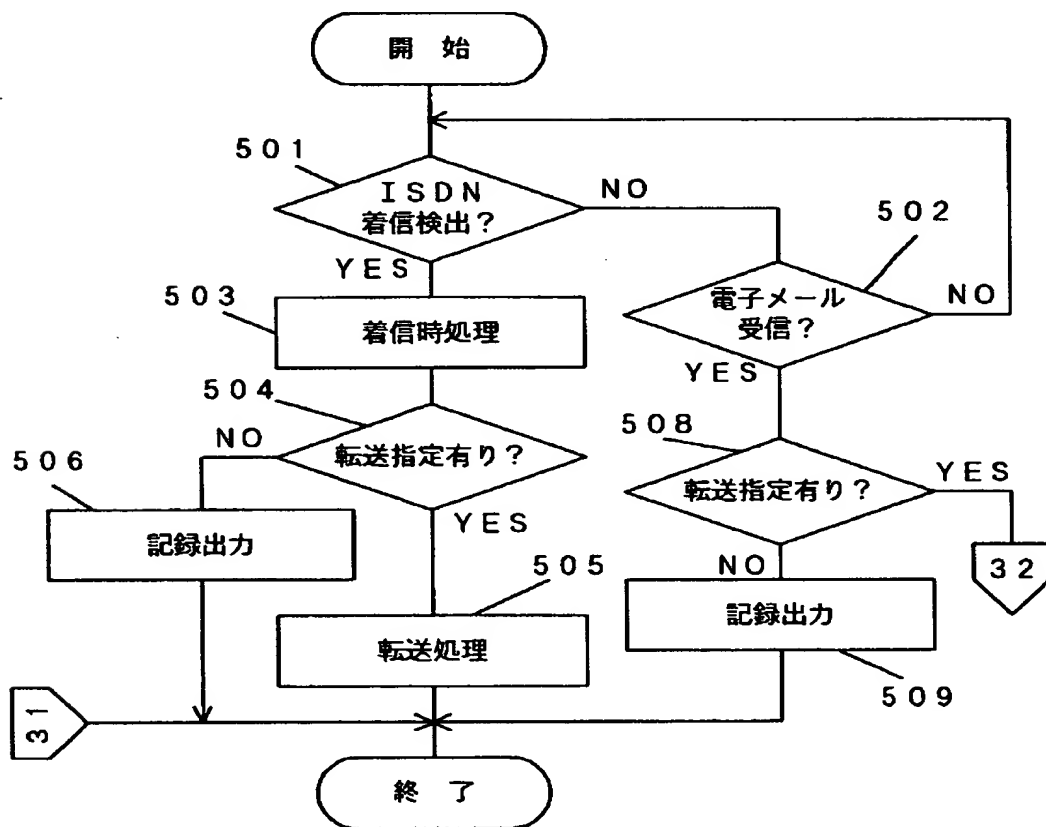 開 始
501
ISDN
着信検出?
NO
YES
502
電子メール
受信?
NO
YES
503
着信時処理
504
転送指定有り?
NO
YES
508
転送指定有り?
YES
NO
506
記録出力
32
505
転送処理
記録出力
509
31
終 了